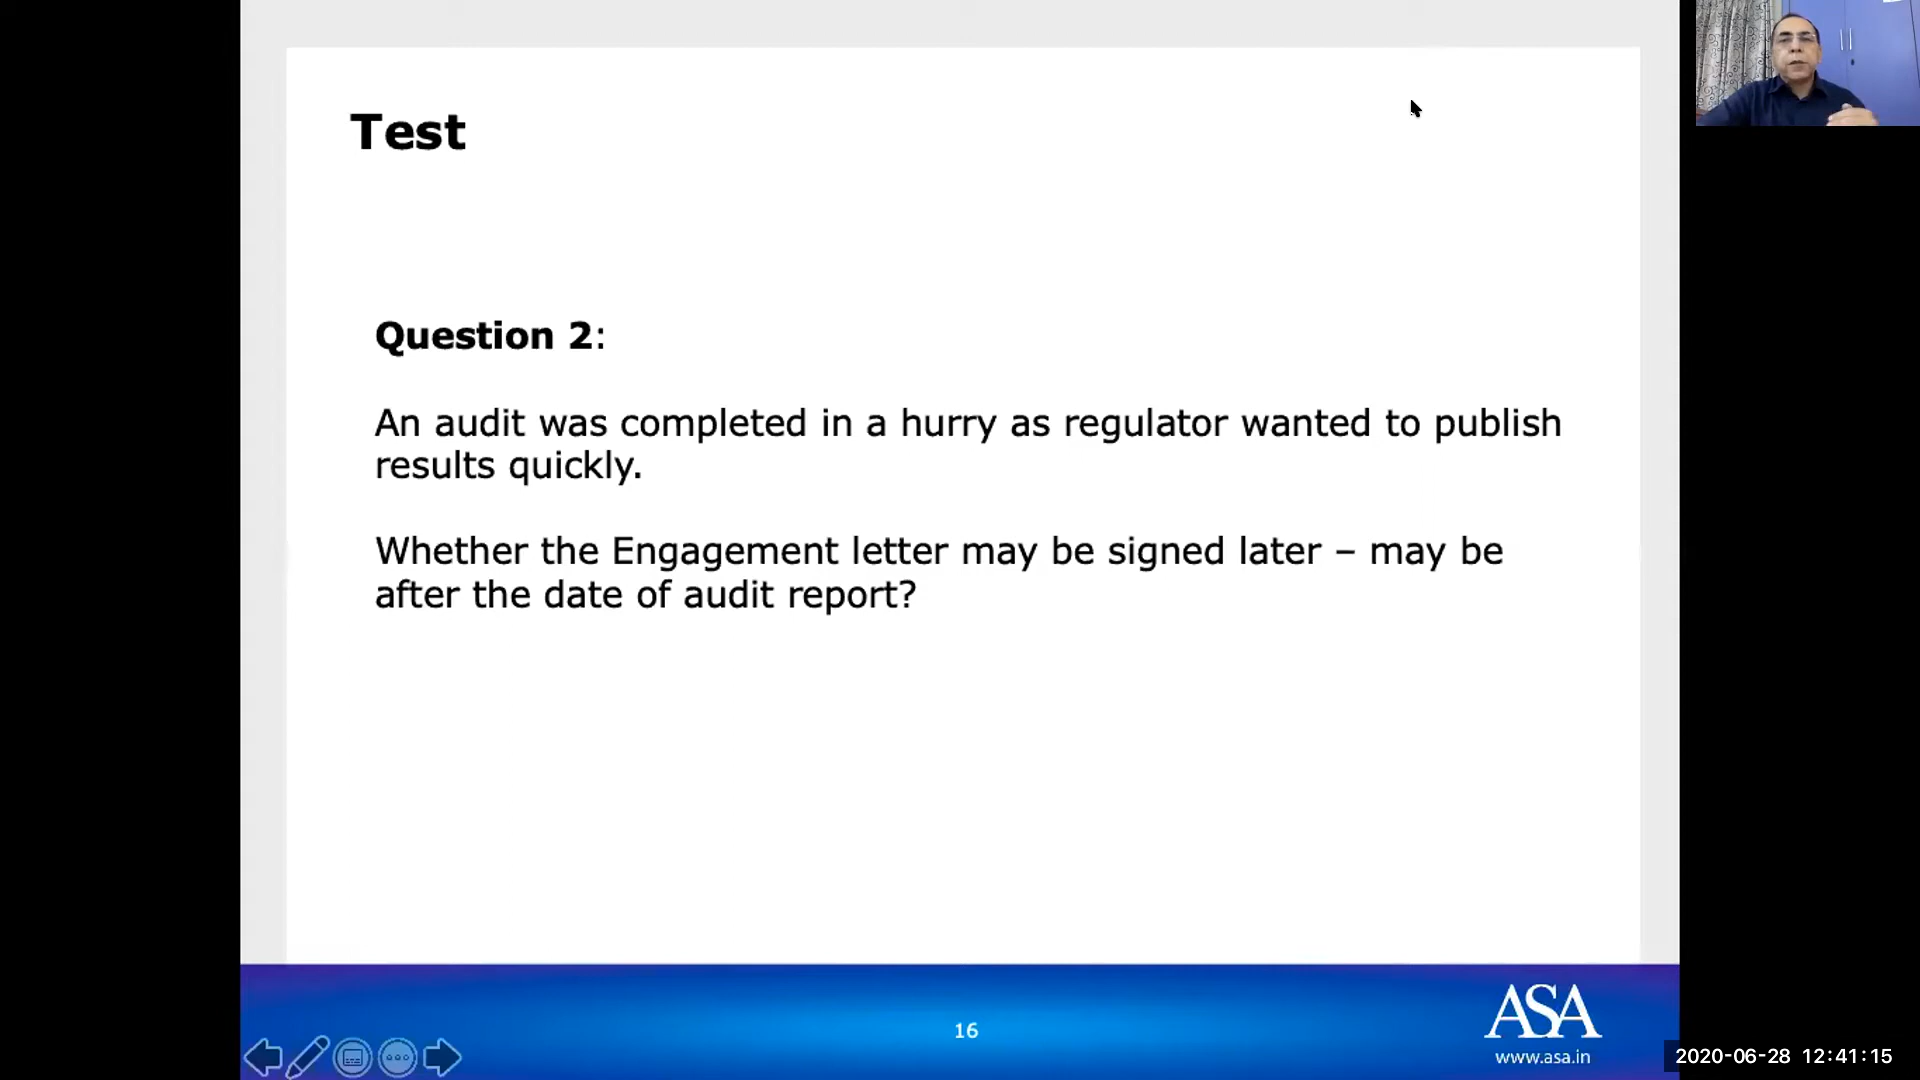 Test
Question 2:
An audit was completed in a hurry as regulator wanted to publish
results quickly.
Whether the Engagement letter may be signed later – may be
after the date of audit report?
16
ASA
www.asa.in
2020-06-28 12:41:15